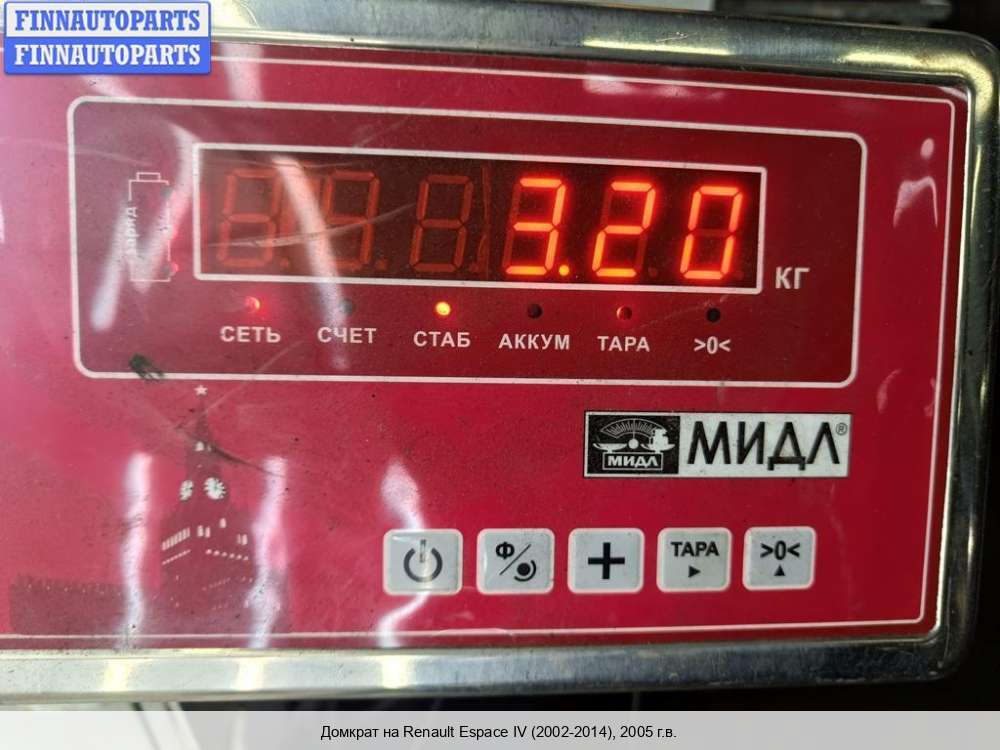 FINNAUTOPARTS
FINNAUTOPARTS
заряд
3.20
КГ
СЕТЬ СЧЕТ СТАБ АККУМ ТАРА >0<
МИДЛ МИДЛ®
Ф/ + ТАРА >0<
Домкрат на Renault Espace IV (2002-2014), 2005 г.в.